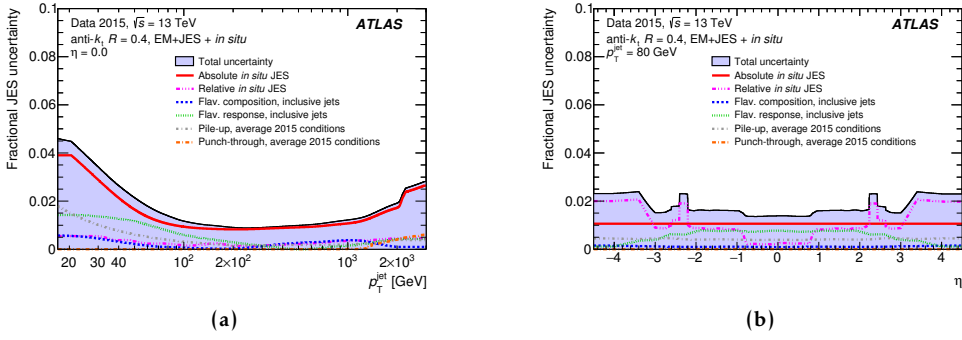 Data 2015, √s = 13 TeV
ATLAS
anti-kt R = 0.4, EM+JES + in situ
η = 0.0
Total uncertainty
Absolute in situ JES
Relative in situ JES
Flav. composition, inclusive jets
Flav. response, inclusive jets
Pile-up, average 2015 conditions
Punch-through, average 2015 conditions
Fractional JES uncertainty
0.1
0.08
0.06
0.04
0.02
0
20 30 40 10² 2×10² 10³ 2×10³
pTjet [GeV]
(a)
Data 2015, √s = 13 TeV
ATLAS
anti-kt R = 0.4, EM+JES + in situ
pTjet = 80 GeV
Total uncertainty
Absolute in situ JES
Relative in situ JES
Flav. composition, inclusive jets
Flav. response, inclusive jets
Pile-up, average 2015 conditions
Punch-through, average 2015 conditions
Fractional JES uncertainty
0.1
0.08
0.06
0.04
0.02
0
−4 −3 −2 −1 0 1 2 3 4
η
(b)